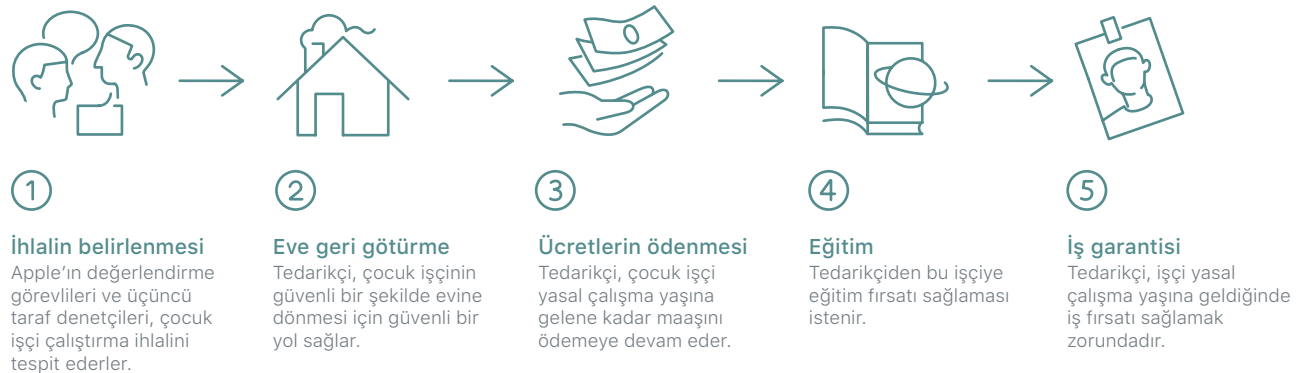 1
İhlalin belirlenmesi
Apple’ın değerlendirme
görevlileri ve üçüncü
taraf denetçileri, çocuk
işçi çalıştırma ihlalini
tespit ederler.
2
Eve geri götürme
Tedarikçi, çocuk işçinin
güvenli bir şekilde evine
dönmesi için güvenli bir
yol sağlar.
3
Ücretlerin ödenmesi
Tedarikçi, çocuk işçi
yasal çalışma yaşına
gelene kadar maaşını
ödemeye devam eder.
4
Eğitim
Tedarikçiden bu işçiye
eğitim fırsatı sağlaması
istenir.
5
İş garantisi
Tedarikçi, işçi yasal
çalışma yaşına geldiğinde
iş fırsatı sağlamak
zorundadır.